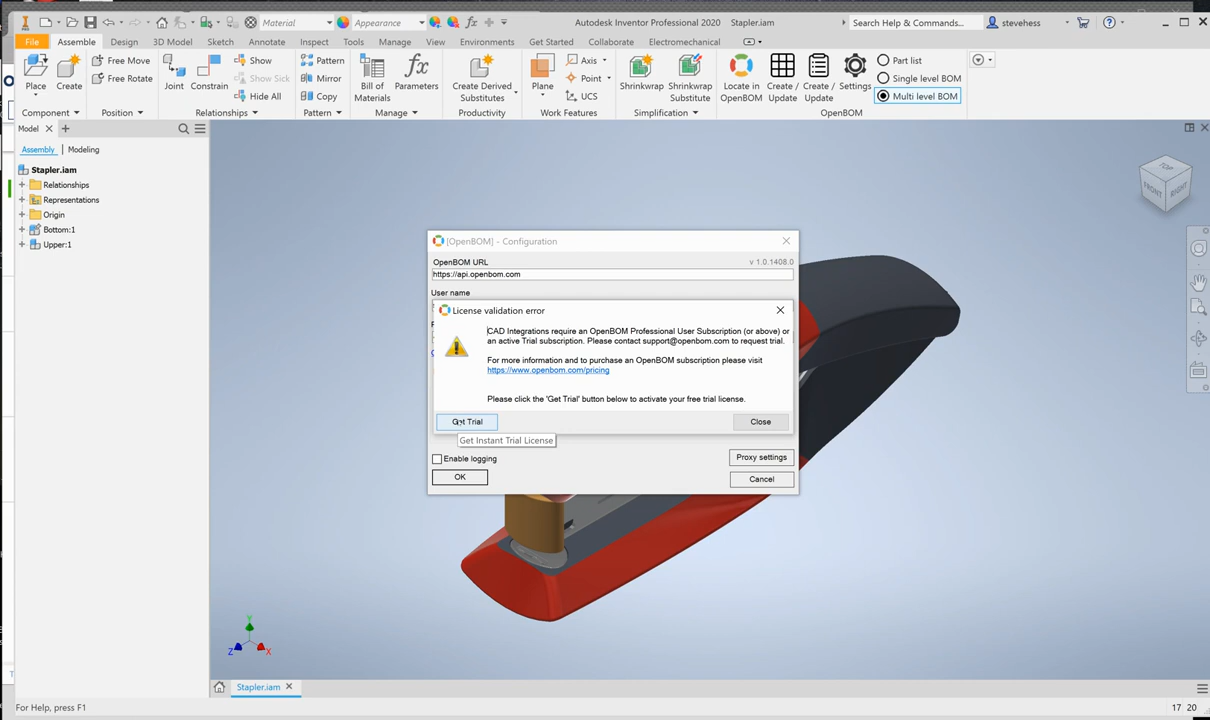 Material
Appearance
Autodesk Inventor Professional 2020 Stapler.iam
Search Help & Commands...
stevehess
File Assemble Design 3D Model Sketch Annotate Inspect Tools Manage View Environments Get Started Collaborate Electromechanical
Place
Create
Free Move
Free Rotate
Joint
Constrain
Show
Show Sick
Hide All
Pattern
Mirror
Copy
Bill of
Materials
Parameters
Create Derived
Substitutes
Plane
Axis
Point
UCS
Shrinkwrap
Shrinkwrap
Substitute
Locate in
OpenBOM
Create /
Update
Create /
Update
Settings
Part list
Single level BOM
Multi level BOM
Component Position Relationships Pattern Manage Productivity Work Features Simplification OpenBOM
Model
Assembly Modeling
Stapler.iam
Relationships
Representations
Origin
Bottom:1
Upper:1
TOP
FRONT
RIGHT
[OpenBOM] - Configuration
OpenBOM URL
v 1.0.1408.0
https://api.openbom.com
User name
License validation error
CAD Integrations require an OpenBOM Professional User Subscription (or above) or
an active Trial subscription. Please contact support@openbom.com to request trial.
For more information and to purchase an OpenBOM subscription please visit
https://www.openbom.com/pricing
Please click the 'Get Trial' button below to activate your free trial license.
Get Trial
Close
Get Instant Trial License
Enable logging
Proxy settings
OK
Cancel
Y
Z
X
Stapler.iam
For Help, press F1
17 20